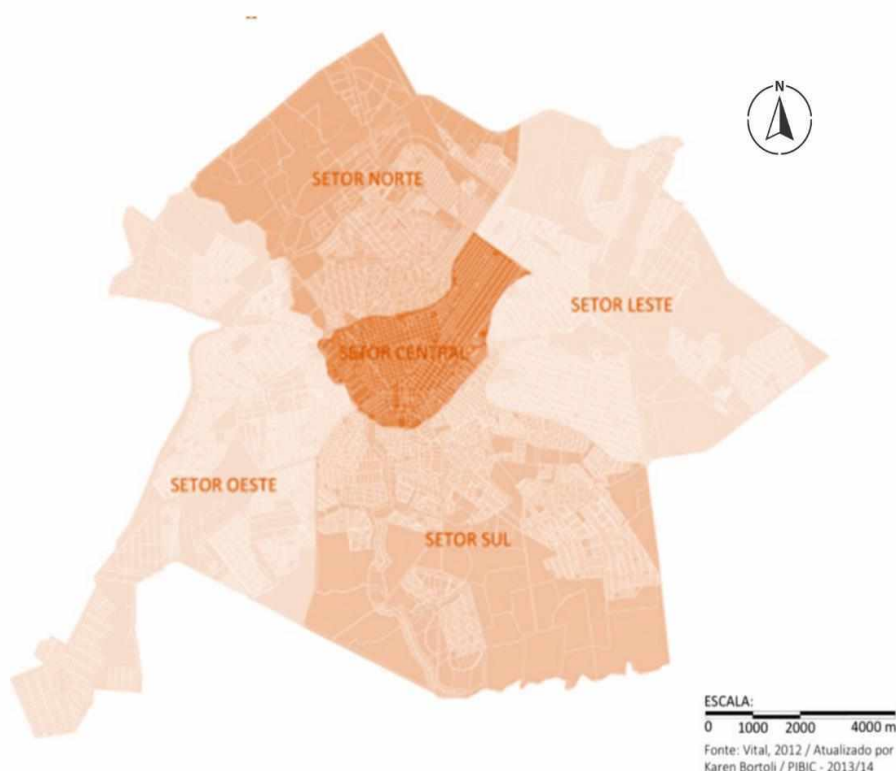 N
SETOR NORTE
SETOR LESTE
SETOR CENTRAL
SETOR OESTE
SETOR SUL
ESCALA:
0 1000 2000 4000 m
Fonte: Vital, 2012 / Atualizado por
Karen Bortoli / PIBIC - 2013/14